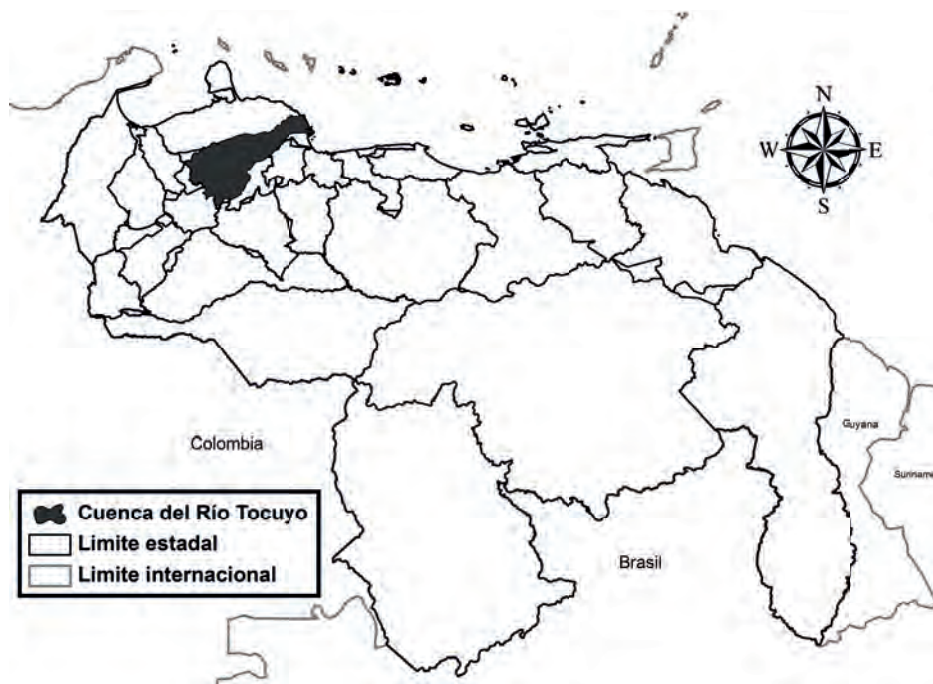 N
W E
S
Colombia
Guyana
Suriname
Brasil
Cuenca del Río Tocuyo
Limite estadal
Limite internacional